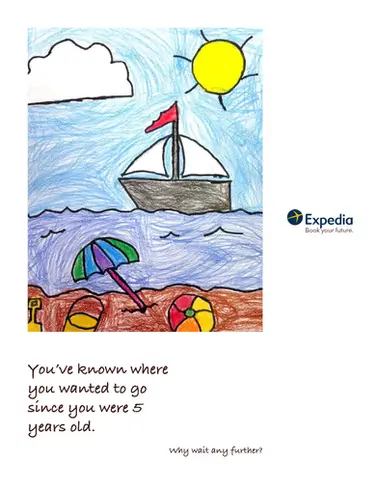 Expedia
Book your future.
You've known where
you wanted to go
since you were 5
years old.
Why wait any further?